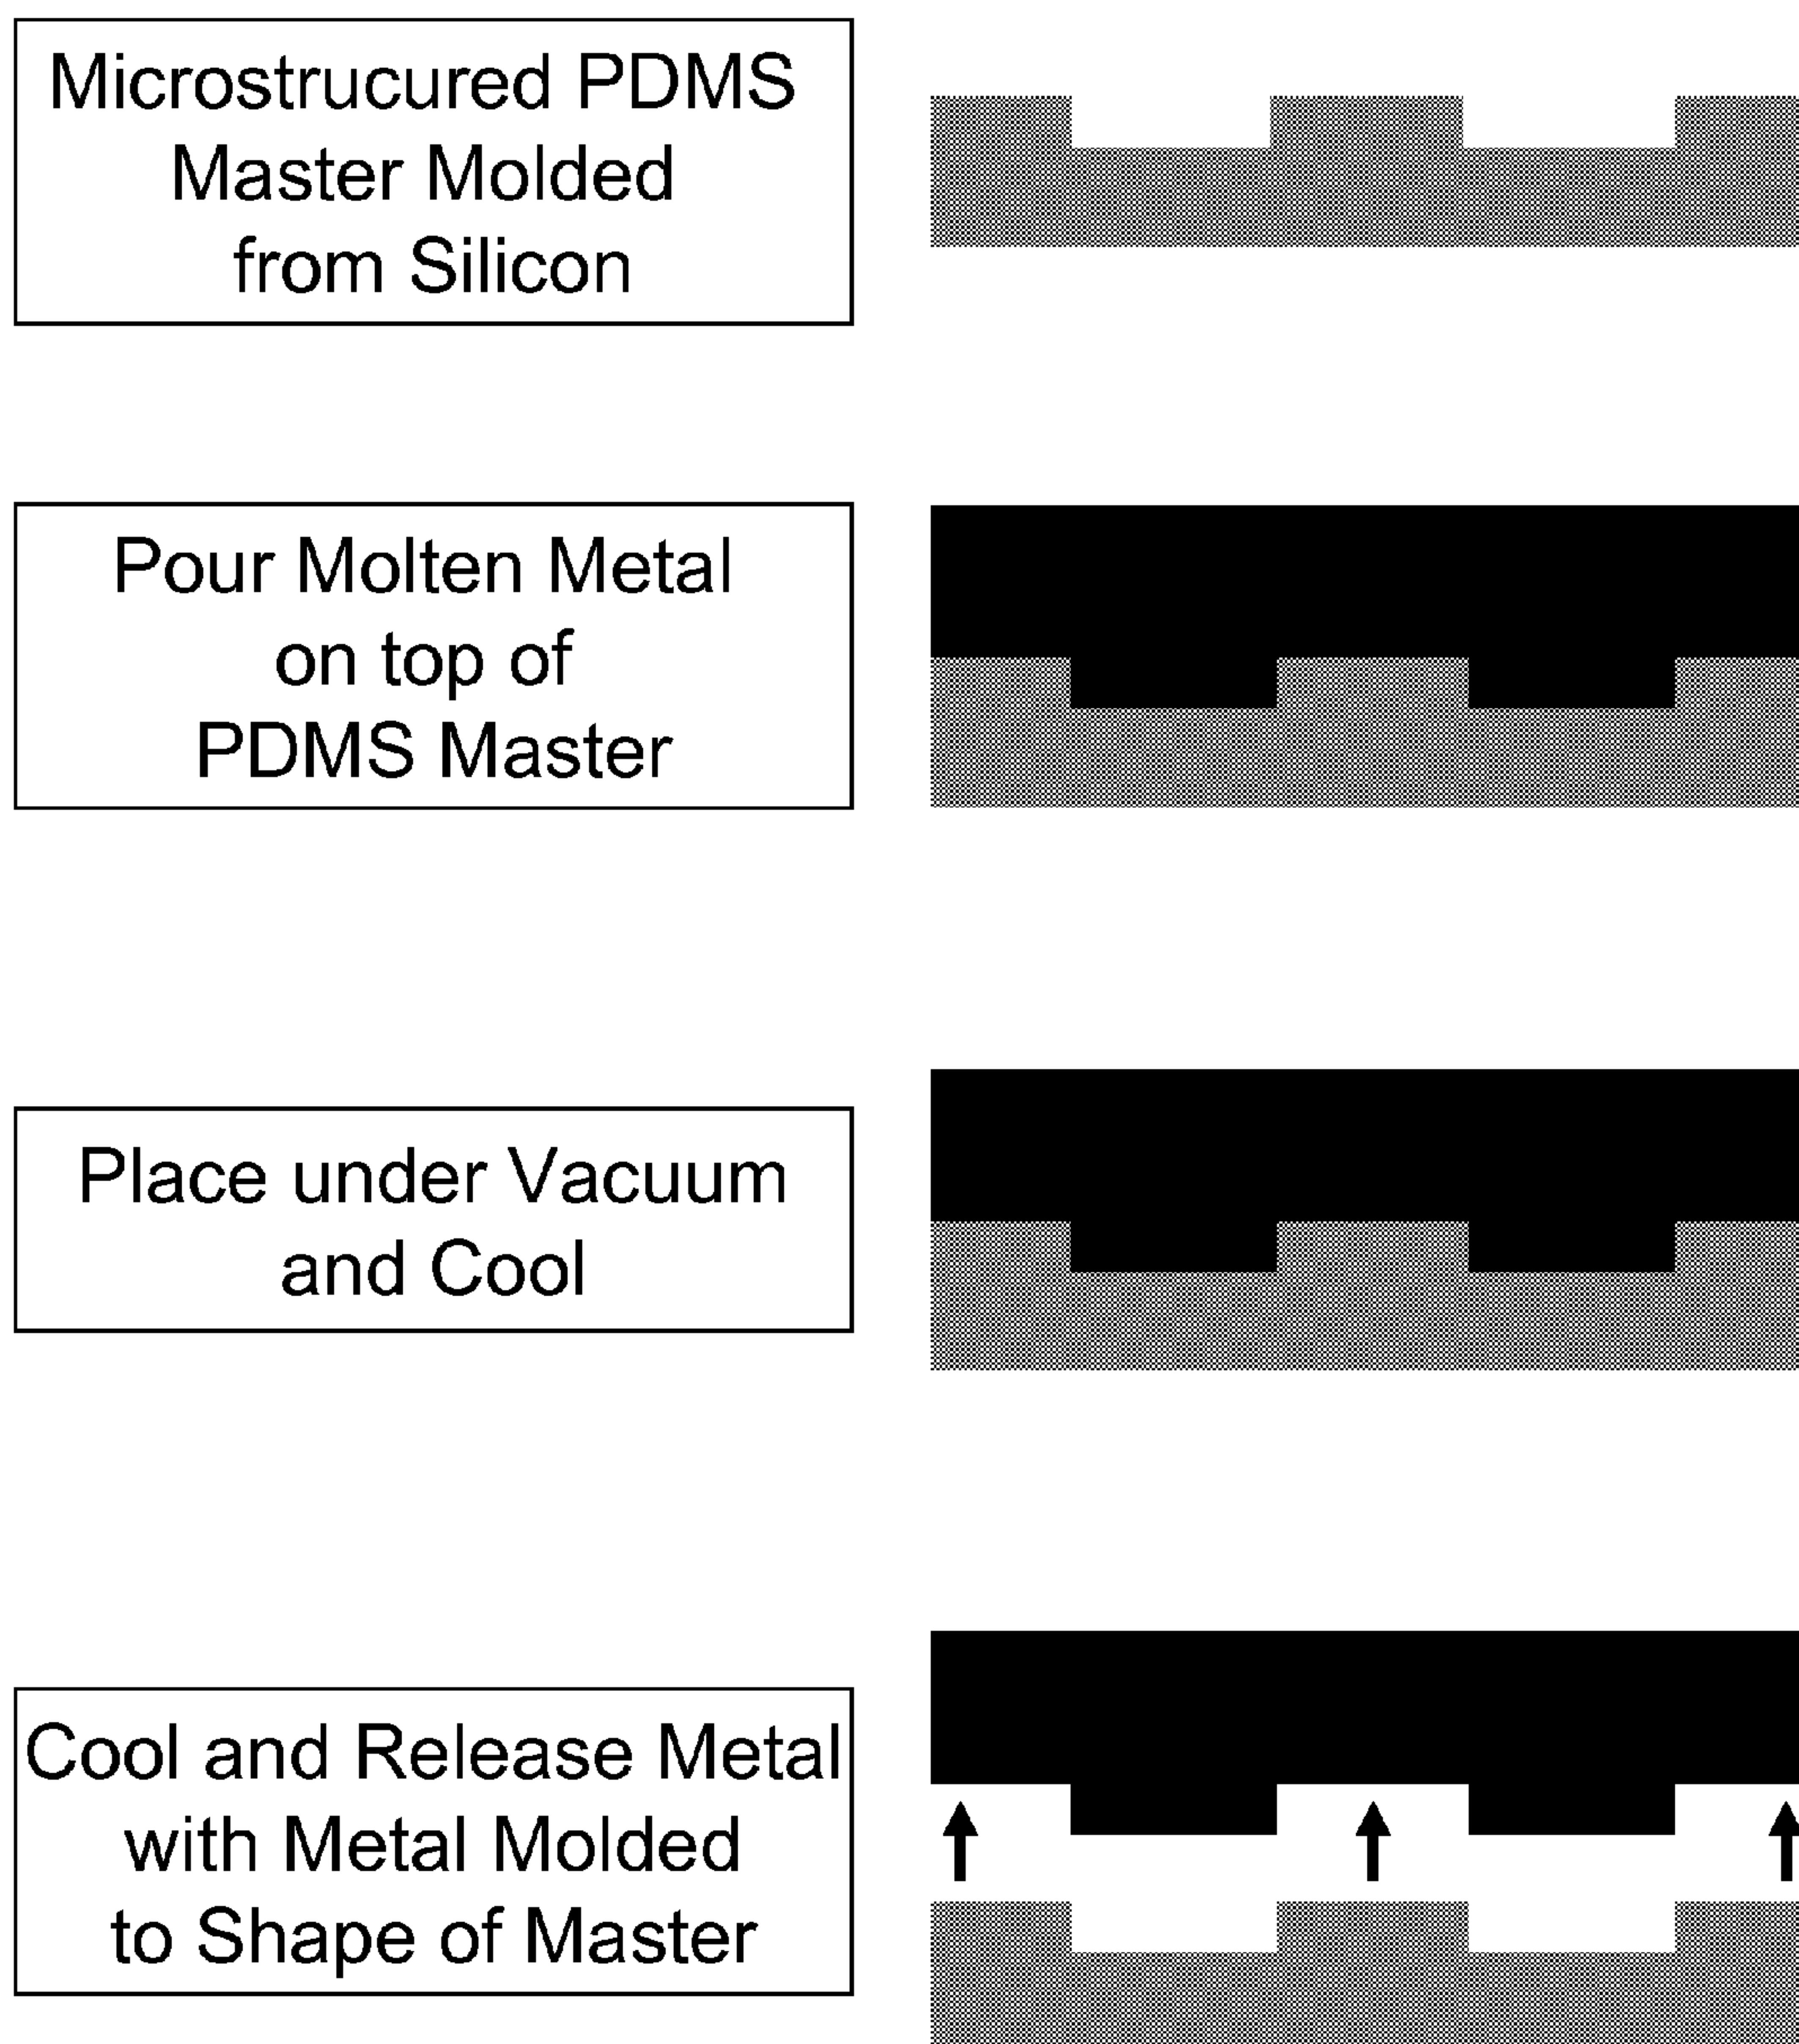 Microstrucured PDMS
Master Molded
from Silicon
Pour Molten Metal
on top of
PDMS Master
Place under Vacuum
and Cool
Cool and Release Metal
with Metal Molded
to Shape of Master